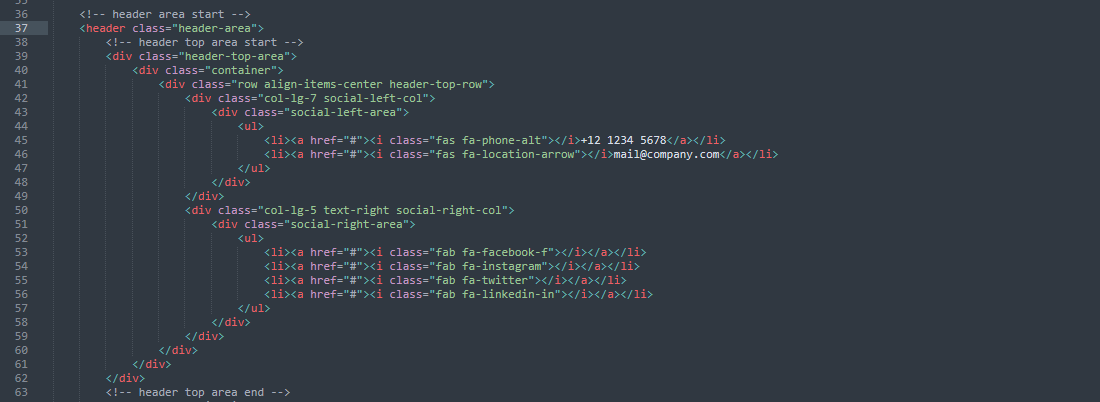 36 <!-- header area start -->
37 <header class="header-area">
38 <!-- header top area start -->
39 <div class="header-top-area">
40 <div class="container">
41 <div class="row align-items-center header-top-row">
42 <div class="col-lg-7 social-left-col">
43 <div class="social-left-area">
44 <ul>
45 <li><a href="#"><i class="fas fa-phone-alt"></i>+12 1234 5678</a></li>
46 <li><a href="#"><i class="fas fa-location-arrow"></i>mail@company.com</a></li>
47 </ul>
48 </div>
49 </div>
50 <div class="col-lg-5 text-right social-right-col">
51 <div class="social-right-area">
52 <ul>
53 <li><a href="#"><i class="fab fa-facebook-f"></i></a></li>
54 <li><a href="#"><i class="fab fa-instagram"></i></a></li>
55 <li><a href="#"><i class="fab fa-twitter"></i></a></li>
56 <li><a href="#"><i class="fab fa-linkedin-in"></i></a></li>
57 </ul>
58 </div>
59 </div>
60 </div>
61 </div>
62 </div>
63 <!-- header top area end -->